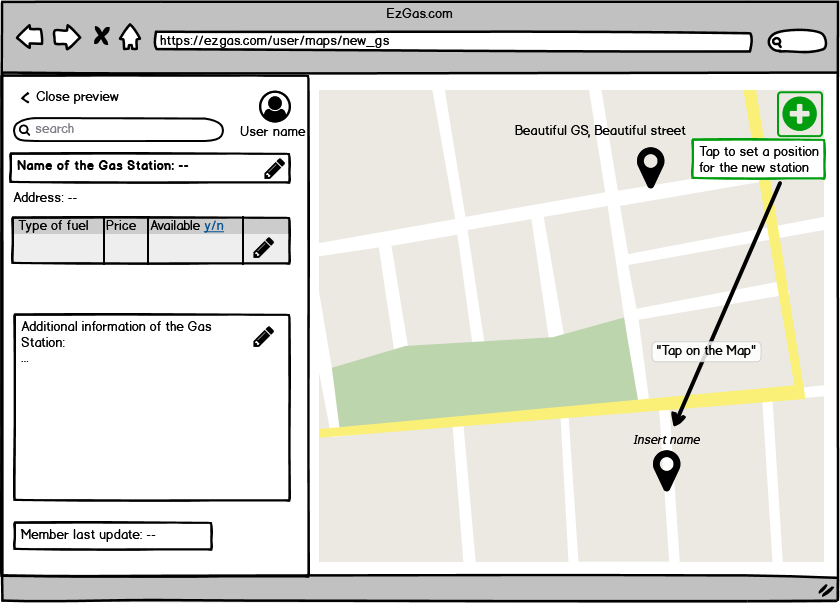 EzGas.com
https://ezgas.com/user/maps/new_gs
Close preview
search
User name
Name of the Gas Station: --
Address: --
Type of fuel Price Available y/n
Additional information of the Gas
Station:
...
Member last update: --
Beautiful GS, Beautiful street
Tap to set a position
for the new station
"Tap on the Map"
Insert name